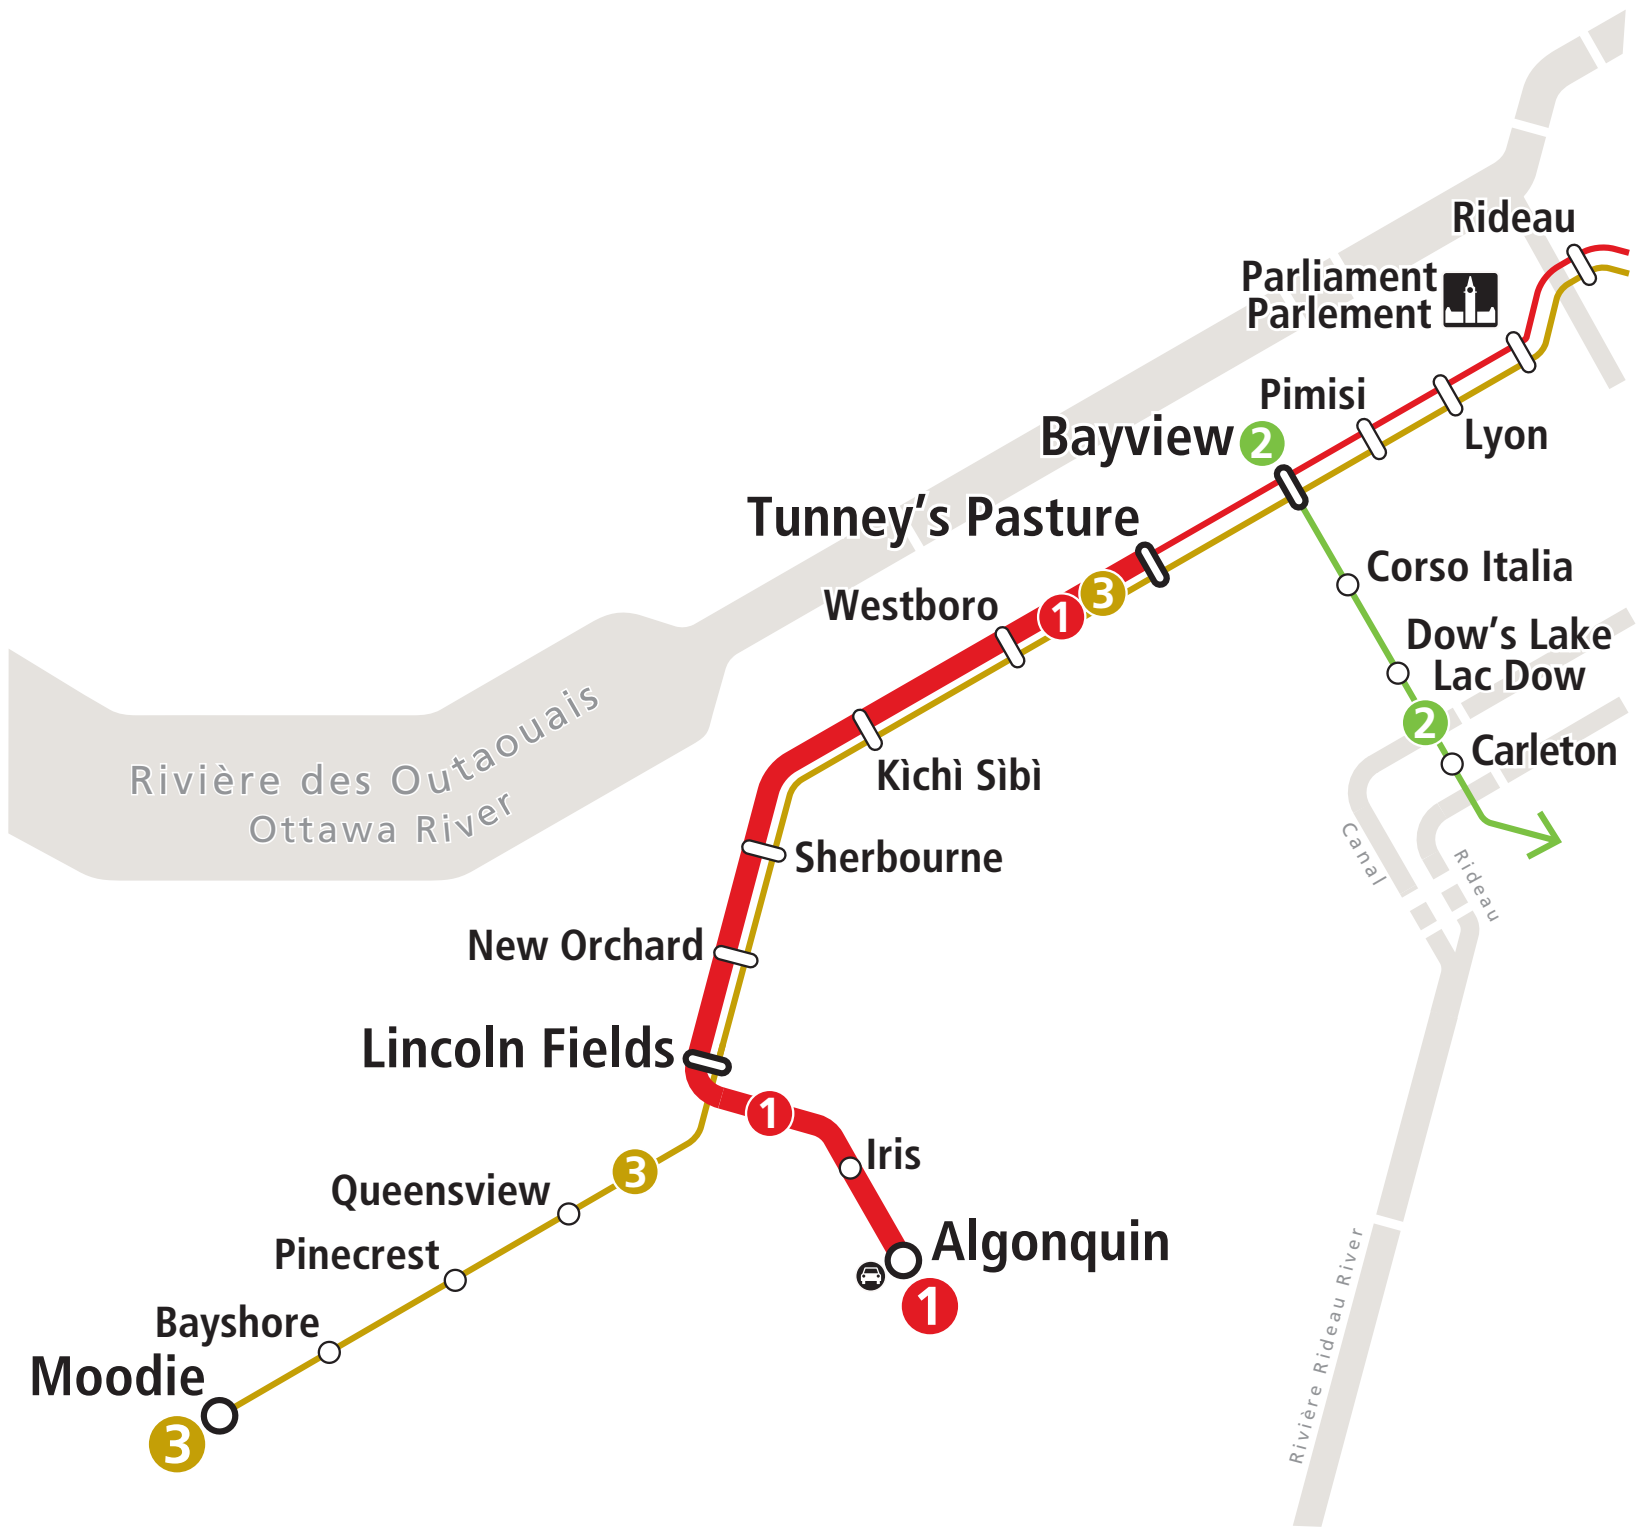 Rideau
Parliament
Parlement
Pimisi
Lyon
Bayview 2
Tunney's Pasture
Corso Italia
Westboro
1 3
Dow's Lake
Lac Dow
2
Carleton
Kìchì Sìbì
Rivière des Outaouais
Ottawa River
Canal
Rideau
Sherbourne
New Orchard
Lincoln Fields
1
Iris
3
Queensview
Pinecrest
Algonquin
1
Bayshore
Moodie
3
Rivière Rideau River